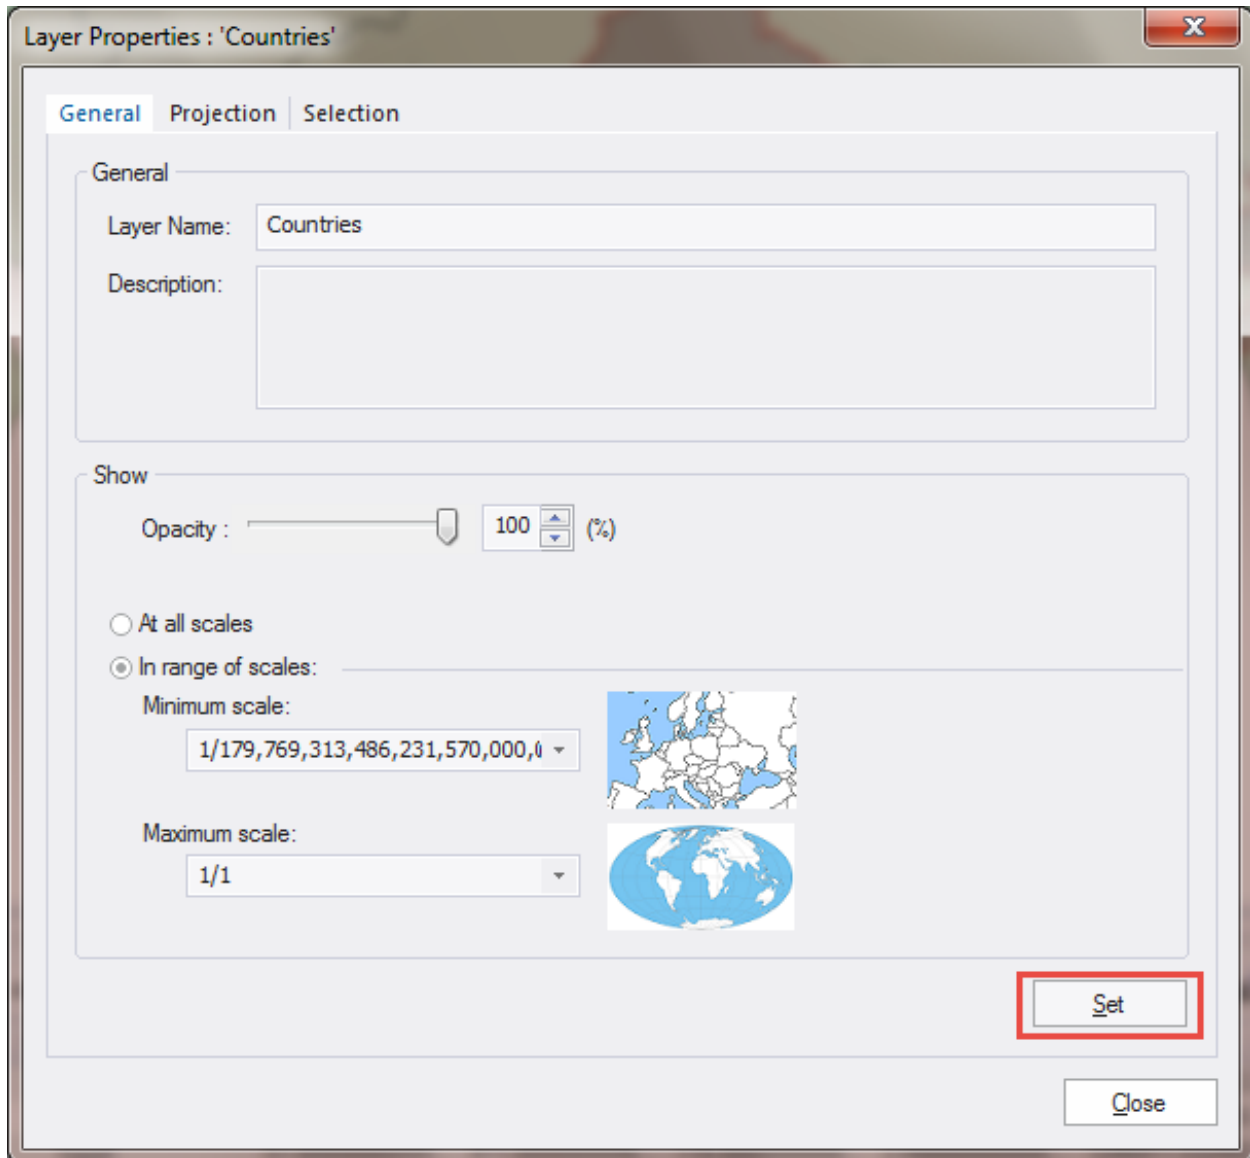 Layer Properties : 'Countries'
General Projection Selection
General
Layer Name: Countries
Description:
Show
Opacity : 100 (%)
At all scales
In range of scales:
Minimum scale:
1/179,769,313,486,231,570,000,
Maximum scale:
1/1
Set
Close